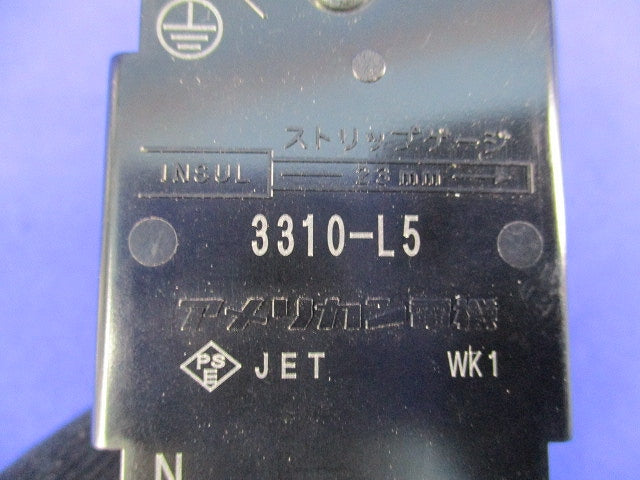 ストリップゲージ
INSUL 23mm
3310-L5
アメリカン電機
PSE JET WK1
N